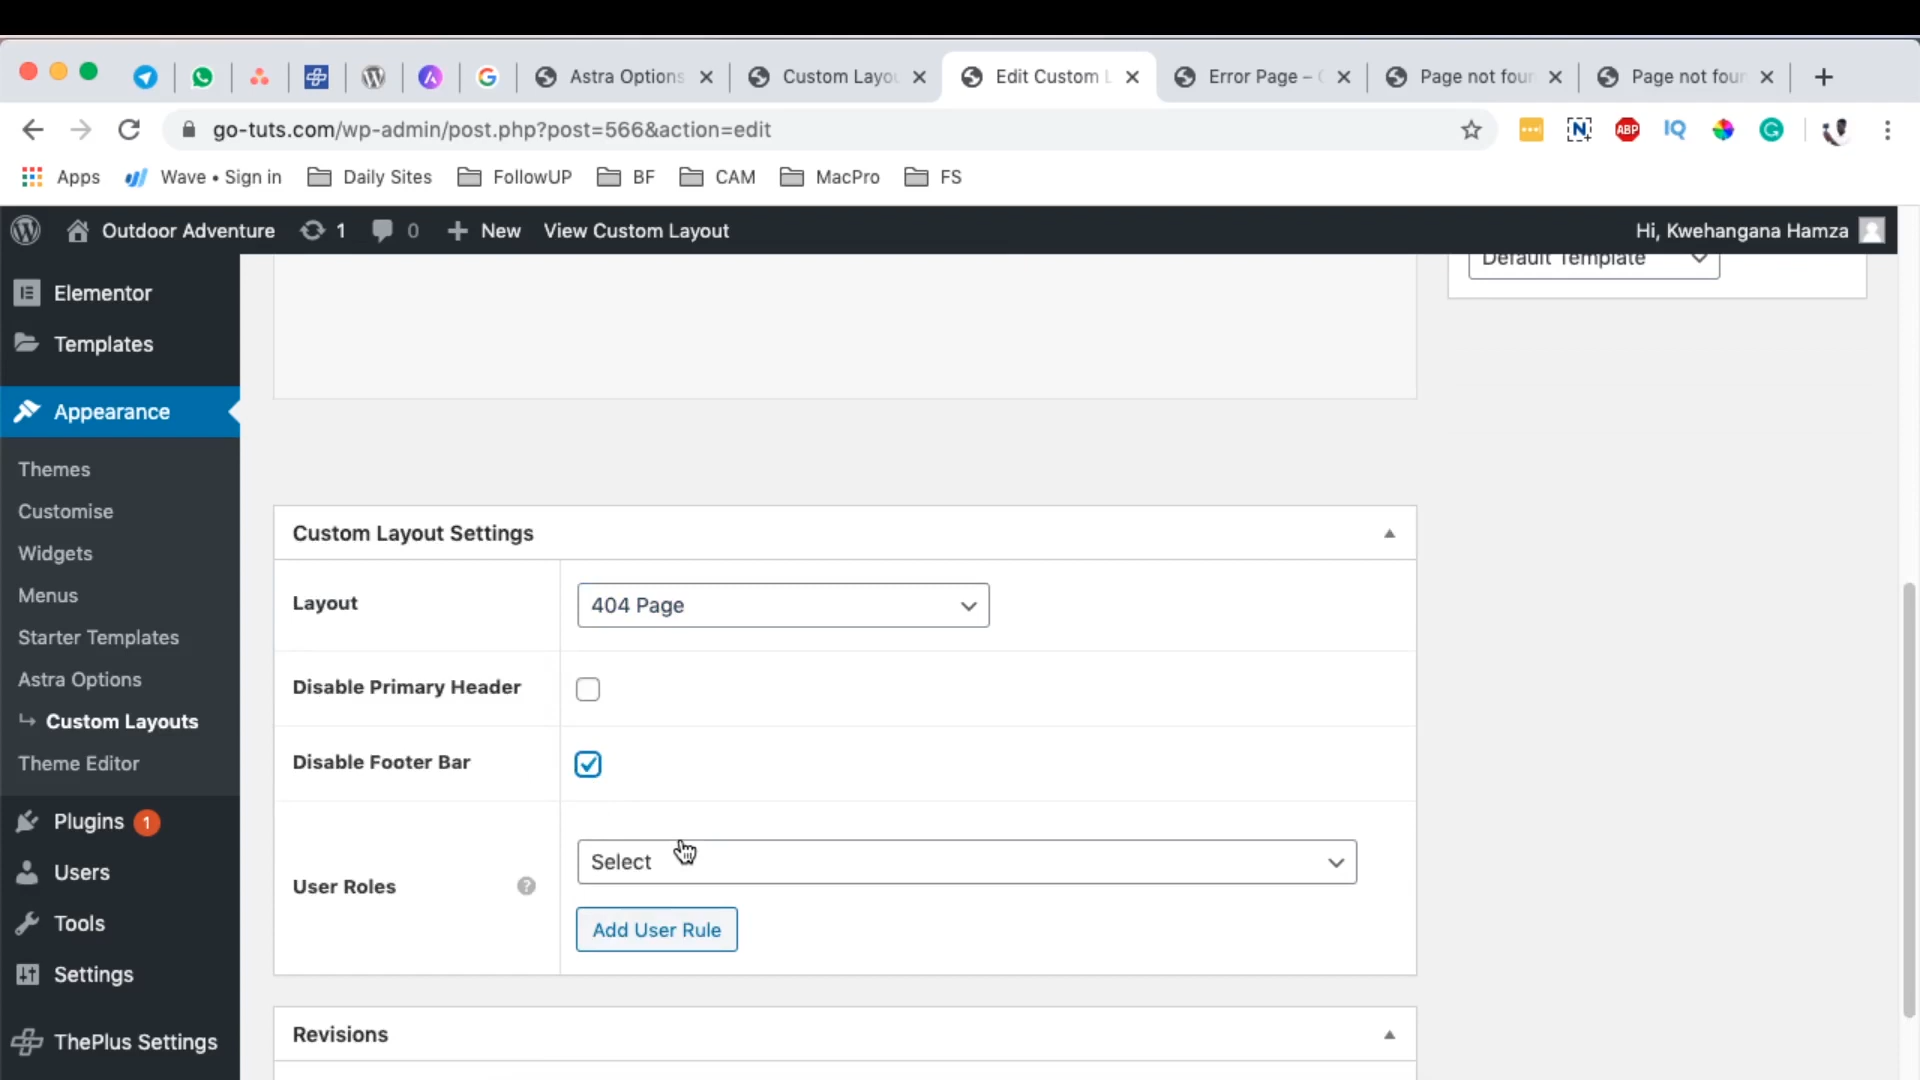 Astra Options
Custom Layou
Edit Custom L
Error Page – (
Page not four
Page not four
go-tuts.com/wp-admin/post.php?post=566&action=edit
ABP
IQ
Apps
Wave • Sign in
Daily Sites
FollowUP
BF
CAM
MacPro
FS
Outdoor Adventure
1
0
New
View Custom Layout
Hi, Kwehangana Hamza
Default Template
Elementor
Templates
Appearance
Themes
Customise
Widgets
Menus
Starter Templates
Astra Options
Custom Layouts
Theme Editor
Plugins 1
Users
Tools
Settings
ThePlus Settings
Custom Layout Settings
Layout
404 Page
Disable Primary Header
Disable Footer Bar
User Roles
?
Select
Add User Rule
Revisions